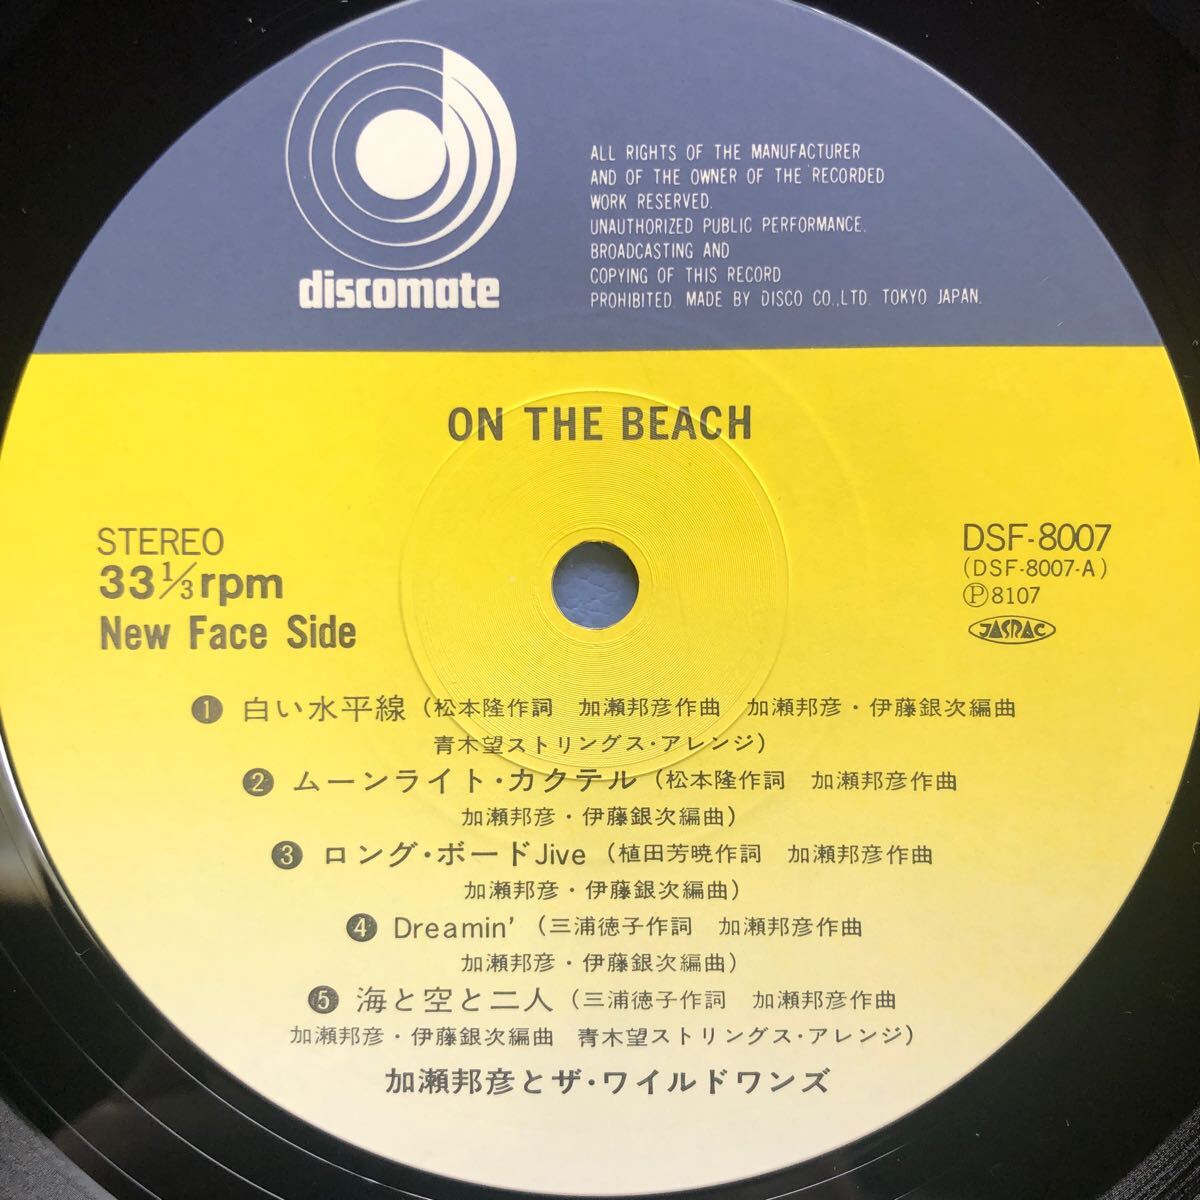 discomate
ALL RIGHTS OF THE MANUFACTURER
AND OF THE OWNER OF THE RECORDED
WORK RESERVED.
UNAUTHORIZED PUBLIC PERFORMANCE.
BROADCASTING AND
COPYING OF THIS RECORD
PROHIBITED. MADE BY DISCO CO.,LTD. TOKYO JAPAN.
ON THE BEACH
STEREO
33⅓rpm
New Face Side
DSF-8007
(DSF-8007-A)
Ⓟ8107
JASRAC
❶ 白い水平線 (松本隆作詞 加瀬邦彦作曲 加瀬邦彦・伊藤銀次編曲
青木望ストリングス・アレンジ)
❷ ムーンライト・カクテル (松本隆作詞 加瀬邦彦作曲
加瀬邦彦・伊藤銀次編曲)
❸ ロング・ボードJive (植田芳暁作詞 加瀬邦彦作曲
加瀬邦彦・伊藤銀次編曲)
❹ Dreamin' (三浦徳子作詞 加瀬邦彦作曲
加瀬邦彦・伊藤銀次編曲)
❺ 海と空と二人 (三浦徳子作詞 加瀬邦彦作曲
加瀬邦彦・伊藤銀次編曲 青木望ストリングス・アレンジ)
加瀬邦彦とザ・ワイルドワンズ